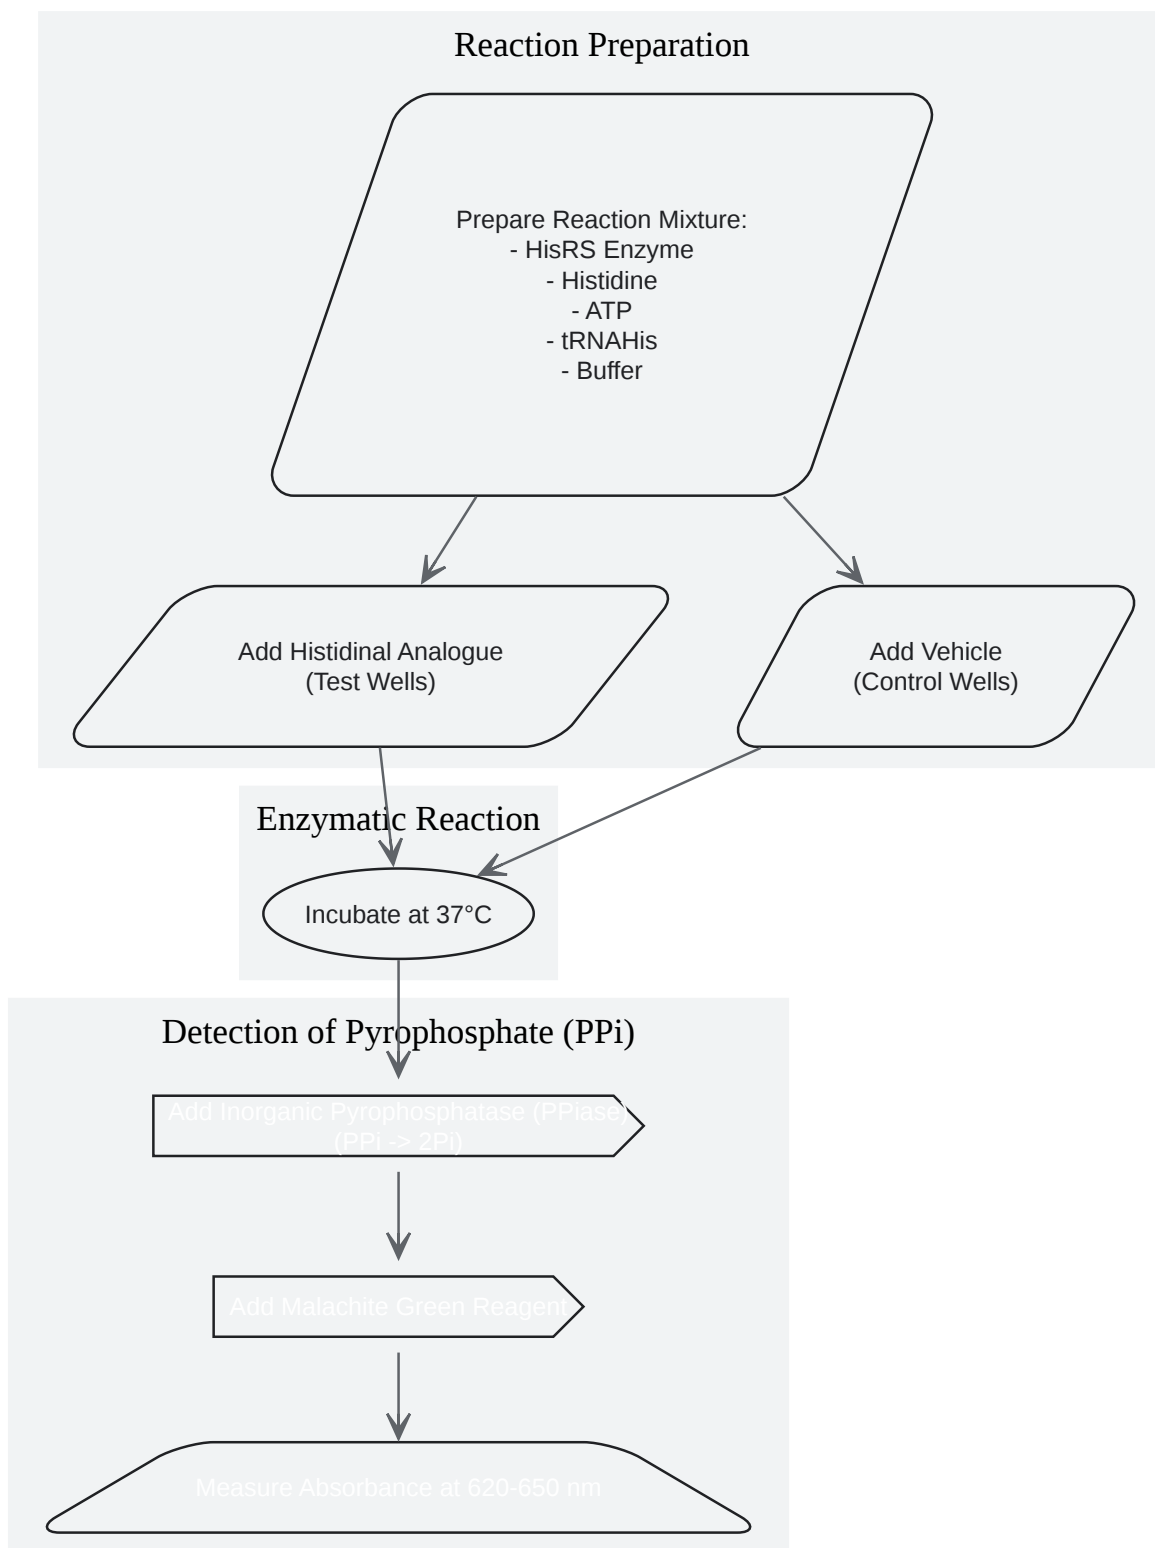 Reaction Preparation
Prepare Reaction Mixture:
- HisRS Enzyme
- Histidine
- ATP
- tRNAHis
- Buffer
Add Histidinal Analogue
(Test Wells)
Add Vehicle
(Control Wells)
Enzymatic Reaction
Incubate at 37°C
Detection of Pyrophosphate (PPi)
Add Inorganic Pyrophosphatase (PPiase)
(PPi -> 2Pi)
Add Malachite Green Reagent
Measure Absorbance at 620-650 nm